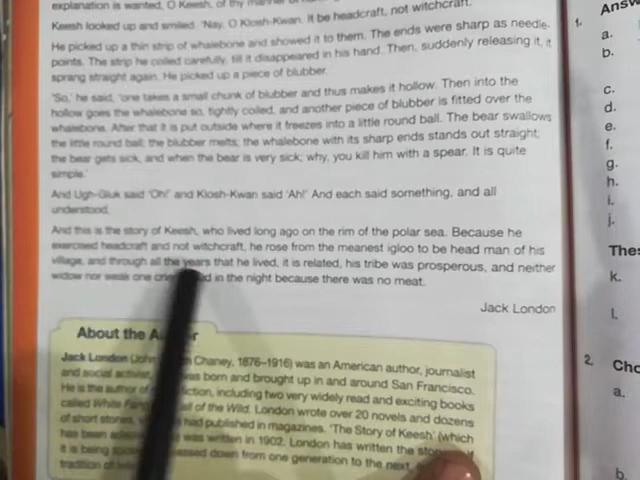 explanation is wanted, O Keesh, of thy manner of
Keesh looked up and smiled. 'Nay, O Klosh-Kwan. It be headcraft, not witchcraft.
He picked up a thin strip of whalebone and showed it to them. The ends were sharp as needle-
points. The strip he coiled carefully, till it disappeared in his hand. Then, suddenly releasing it, it
sprang straight again. He picked up a piece of blubber.
'So,' he said, 'one takes a small chunk of blubber and thus makes it hollow. Then into the
hollow goes the whalebone so, tightly coiled, and another piece of blubber is fitted over the
whalebone. After that it is put outside where it freezes into a little round ball. The bear swallows
the little round ball; the blubber melts; the whalebone with its sharp ends stands out straight;
the bear gets sick, and when the bear is very sick; why, you kill him with a spear. It is quite
simple.'
And Ugh-Gluk said 'Oh!' and Klosh-Kwan said 'Ah!' And each said something, and all
understood.
And this is the story of Keesh, who lived long ago on the rim of the polar sea. Because he
exercised headcraft and not witchcraft, he rose from the meanest igloo to be head man of his
village, and through all the years that he lived, it is related, his tribe was prosperous, and neither
widow nor weak one in the night because there was no meat.
Jack London
About the A r
Jack London (John Chaney, 1876–1916) was an American author, journalist
and social activist, was born and brought up in and around San Francisco.
He is the author of fiction, including two very widely read and exciting books
called White Fang of the Wild. London wrote over 20 novels and dozens
of short stories, had published in magazines. 'The Story of Keesh' (which
has been was written in 1902. London has written the
it is being passed down from one generation to the next,
tradition of
1. Answ
a.
b.
c.
d.
e.
f.
g.
h.
i.
j.
Thes
k.
l.
2. Cho
a.
b.